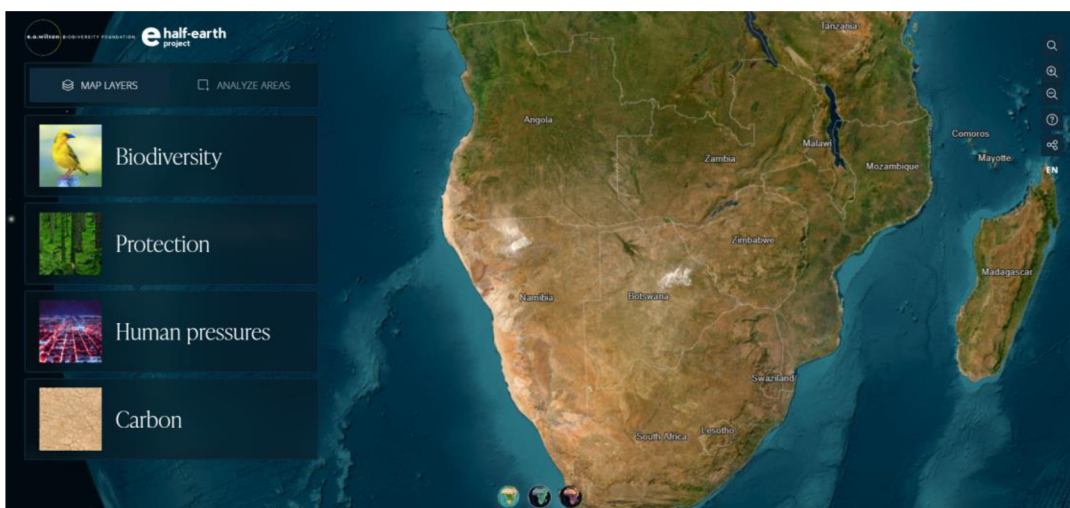 e.o.wilson BIODIVERSITY FOUNDATION
e half-earth
project
MAP LAYERS
ANALYZE AREAS
Biodiversity
Protection
Human pressures
Carbon
Tanzania
Angola
Zambia
Malawi
Mozambique
Comoros
Mayotte
EN
Zimbabwe
Madagascar
Namibia
Botswana
Swaziland
South Africa
Lesotho